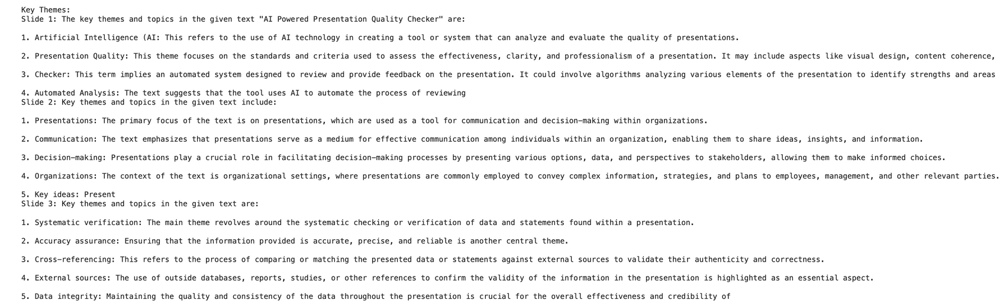 Key Themes:
Slide 1: The key themes and topics in the given text "AI Powered Presentation Quality Checker" are:
1. Artificial Intelligence (AI: This refers to the use of AI technology in creating a tool or system that can analyze and evaluate the quality of presentations.
2. Presentation Quality: This theme focuses on the standards and criteria used to assess the effectiveness, clarity, and professionalism of a presentation. It may include aspects like visual design, content coherence,
3. Checker: This term implies an automated system designed to review and provide feedback on the presentation. It could involve algorithms analyzing various elements of the presentation to identify strengths and areas
4. Automated Analysis: The text suggests that the tool uses AI to automate the process of reviewing
Slide 2: Key themes and topics in the given text include:
1. Presentations: The primary focus of the text is on presentations, which are used as a tool for communication and decision-making within organizations.
2. Communication: The text emphasizes that presentations serve as a medium for effective communication among individuals within an organization, enabling them to share ideas, insights, and information.
3. Decision-making: Presentations play a crucial role in facilitating decision-making processes by presenting various options, data, and perspectives to stakeholders, allowing them to make informed choices.
4. Organizations: The context of the text is organizational settings, where presentations are commonly employed to convey complex information, strategies, and plans to employees, management, and other relevant parties.
5. Key ideas: Present
Slide 3: Key themes and topics in the given text are:
1. Systematic verification: The main theme revolves around the systematic checking or verification of data and statements found within a presentation.
2. Accuracy assurance: Ensuring that the information provided is accurate, precise, and reliable is another central theme.
3. Cross-referencing: This refers to the process of comparing or matching the presented data or statements against external sources to validate their authenticity and correctness.
4. External sources: The use of outside databases, reports, studies, or other references to confirm the validity of the information in the presentation is highlighted as an essential aspect.
5. Data integrity: Maintaining the quality and consistency of the data throughout the presentation is crucial for the overall effectiveness and credibility of